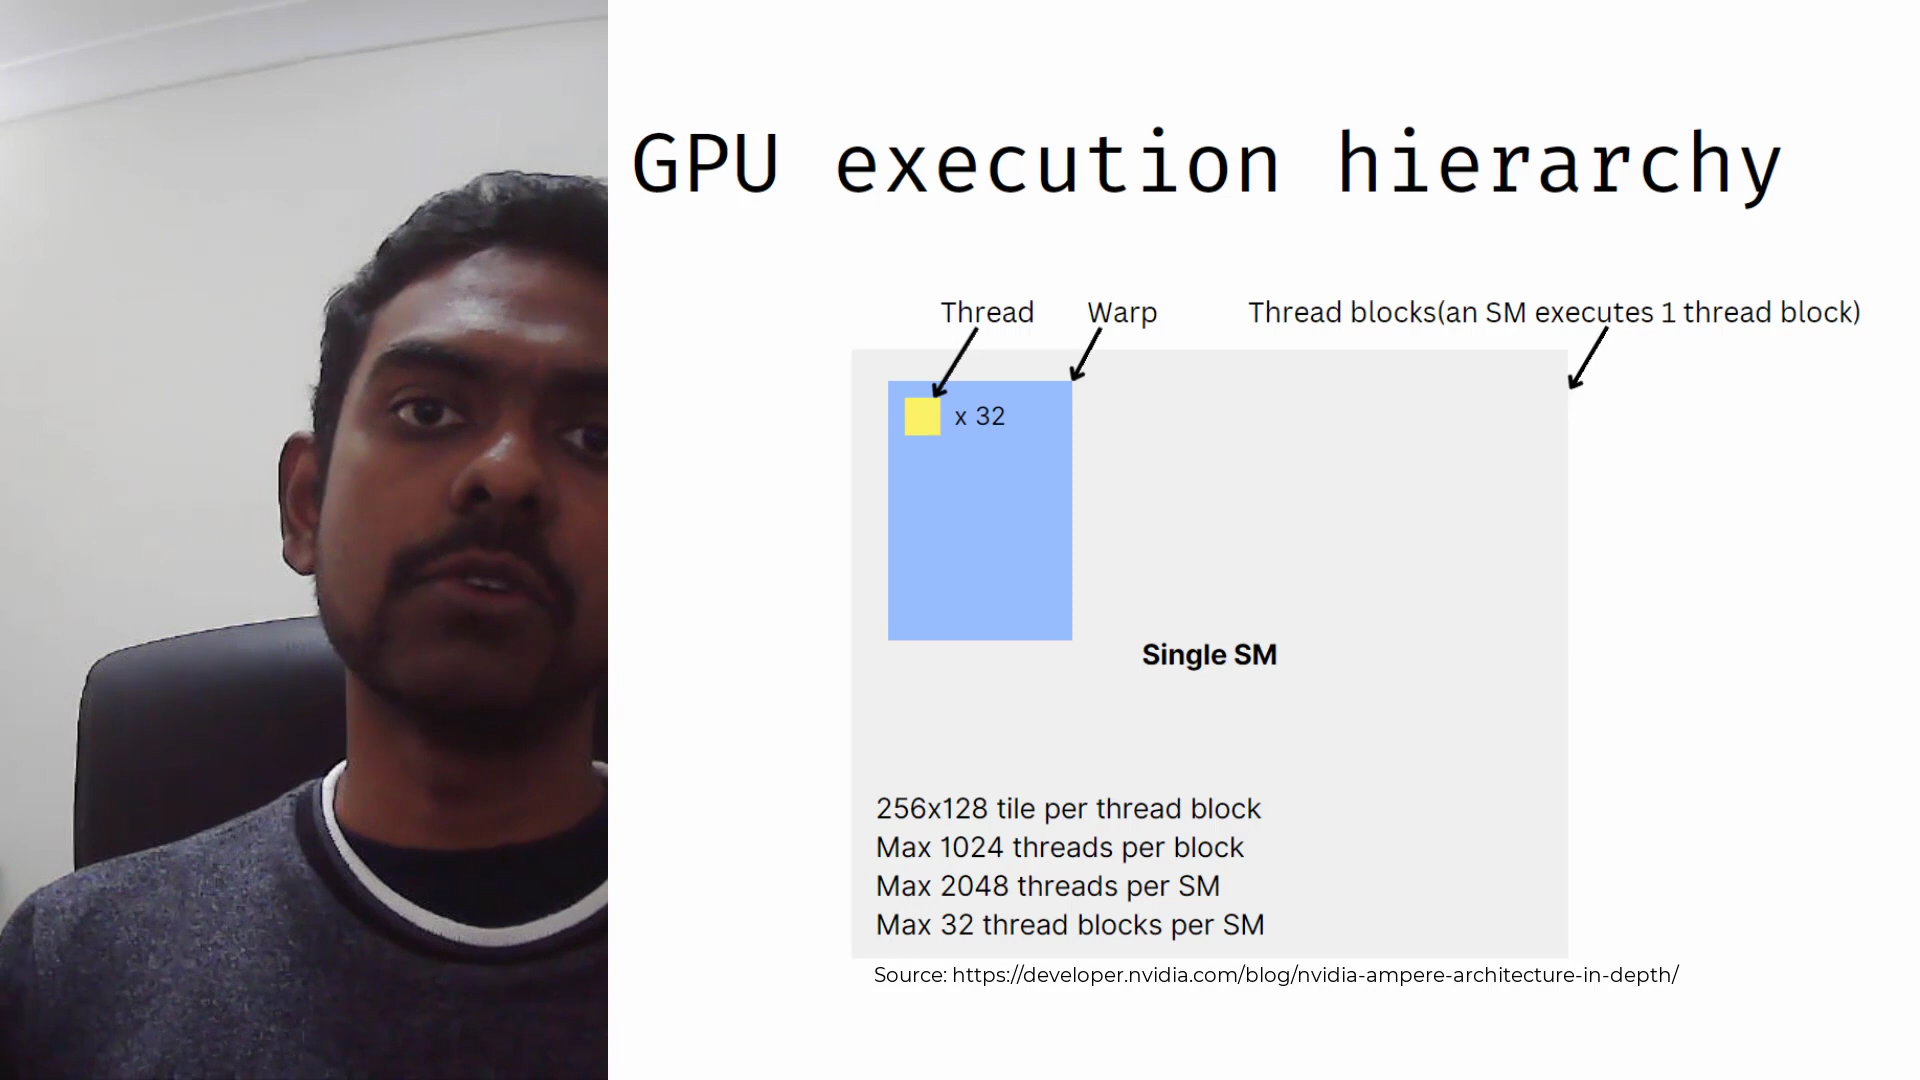 GPU execution hierarchy
Thread
Warp
Thread blocks(an SM executes 1 thread block)
x 32
Single SM
256x128 tile per thread block
Max 1024 threads per block
Max 2048 threads per SM
Max 32 thread blocks per SM
Source: https://developer.nvidia.com/blog/nvidia-ampere-architecture-in-depth/